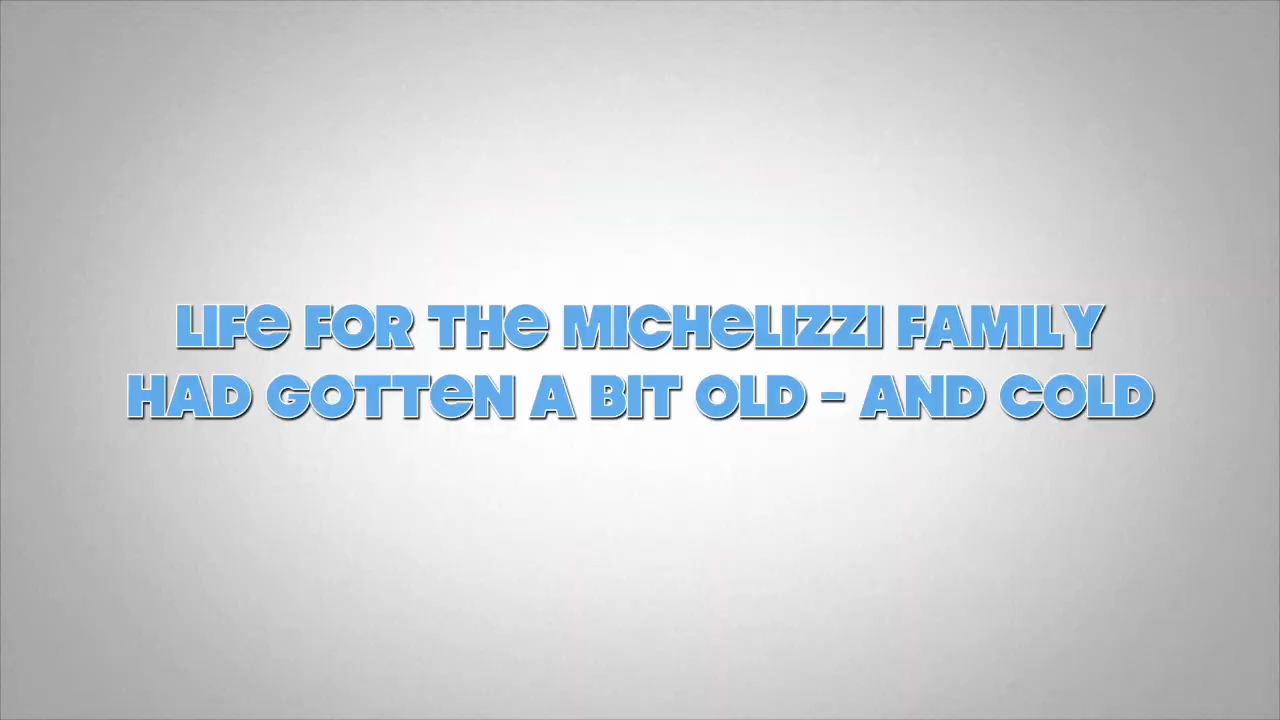 LIFE FOR THE MICHELIZZI FAMILY
HAD GOTTEN A BIT OLD - AND COLD